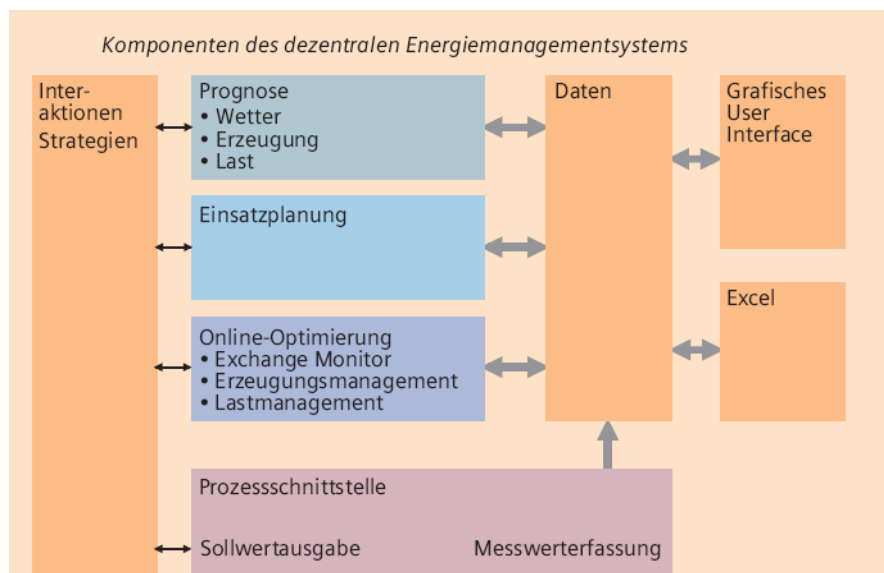 Komponenten des dezentralen Energiemanagementsystems
Inter-
aktionen
Strategien
Prognose
• Wetter
• Erzeugung
• Last
Einsatzplanung
Online-Optimierung
• Exchange Monitor
• Erzeugungsmanagement
• Lastmanagement
Prozessschnittstelle
Sollwertausgabe
Messwerterfassung
Daten
Grafisches
User
Interface
Excel